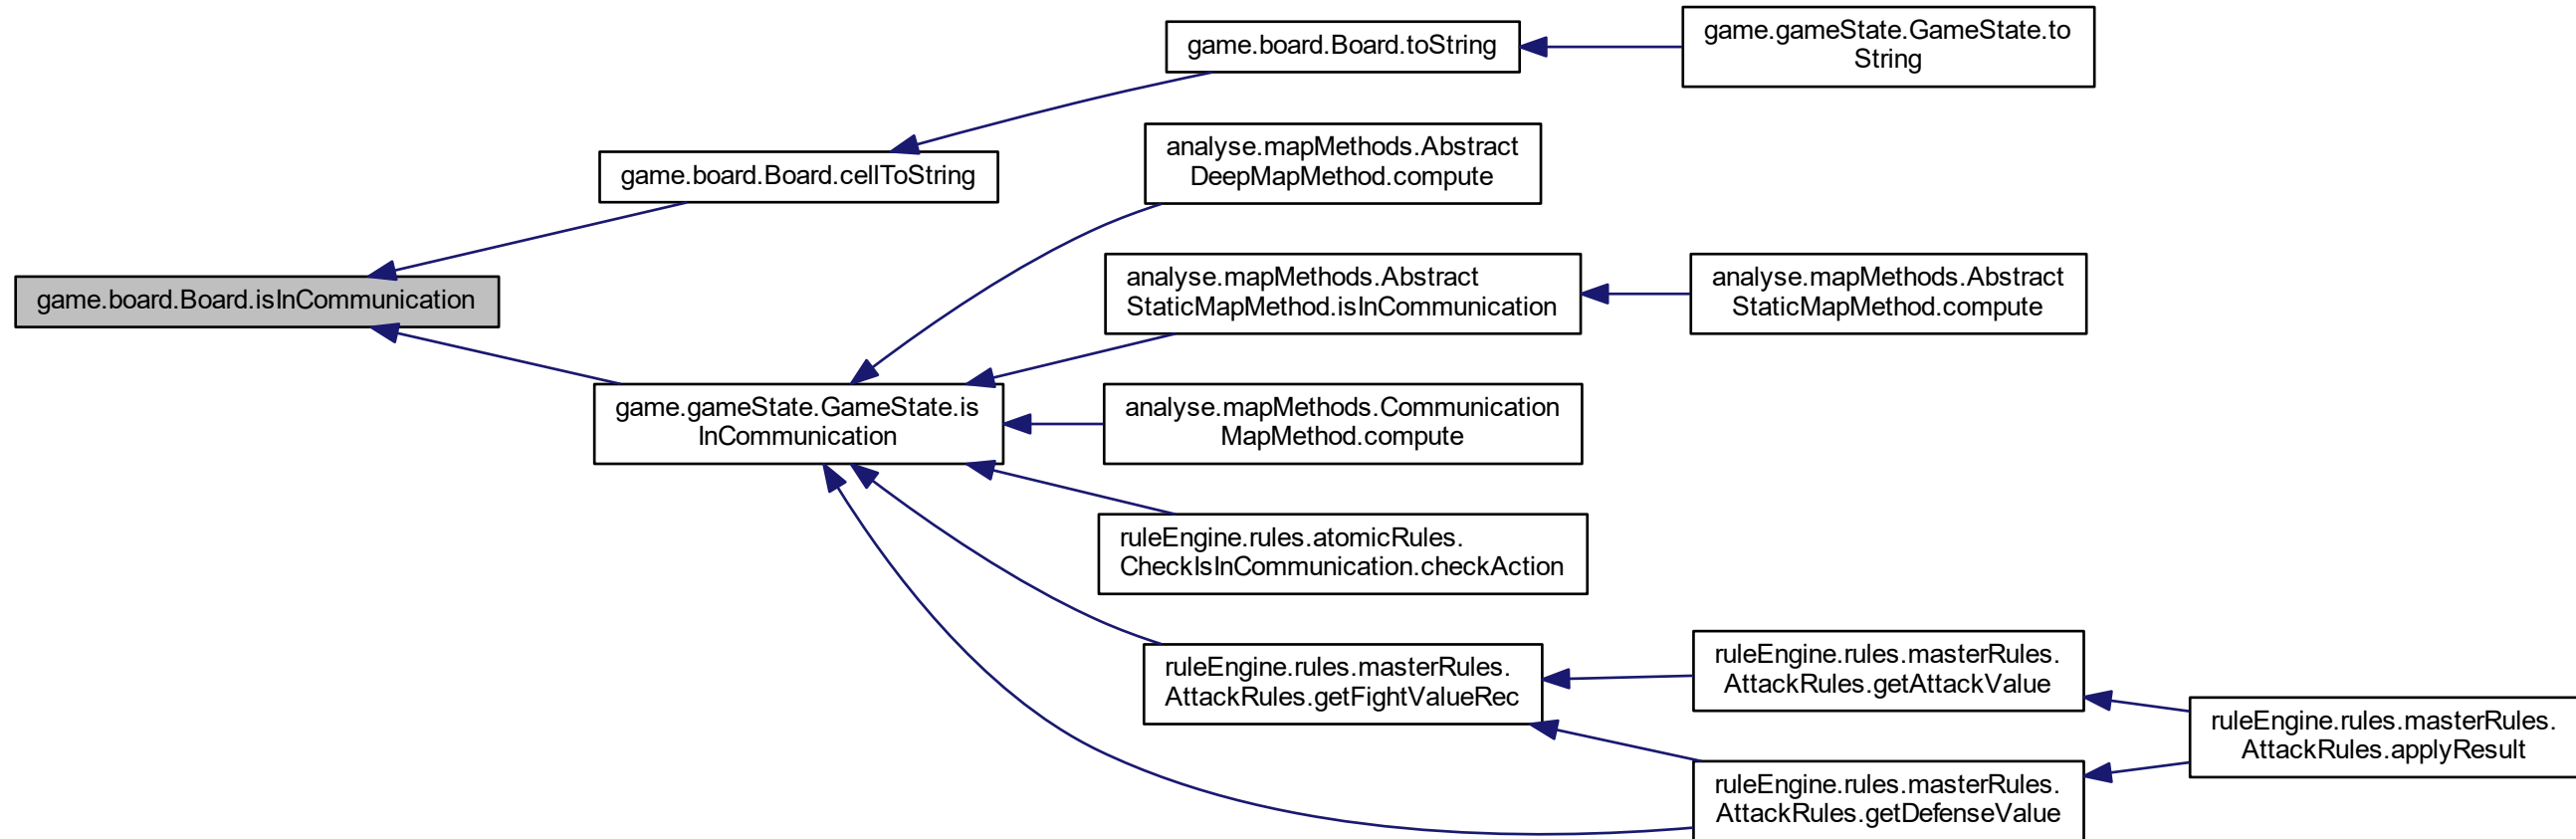 game.board.Board.toString
game.gameState.GameState.to
String
analyse.mapMethods.Abstract
DeepMapMethod.compute
game.board.Board.cellToString
analyse.mapMethods.Abstract
StaticMapMethod.isInCommunication
analyse.mapMethods.Abstract
StaticMapMethod.compute
game.board.Board.isInCommunication
game.gameState.GameState.is
InCommunication
analyse.mapMethods.Communication
MapMethod.compute
ruleEngine.rules.atomicRules.
CheckIsInCommunication.checkAction
ruleEngine.rules.masterRules.
AttackRules.getFightValueRec
ruleEngine.rules.masterRules.
AttackRules.getAttackValue
ruleEngine.rules.masterRules.
AttackRules.applyResult
ruleEngine.rules.masterRules.
AttackRules.getDefenseValue